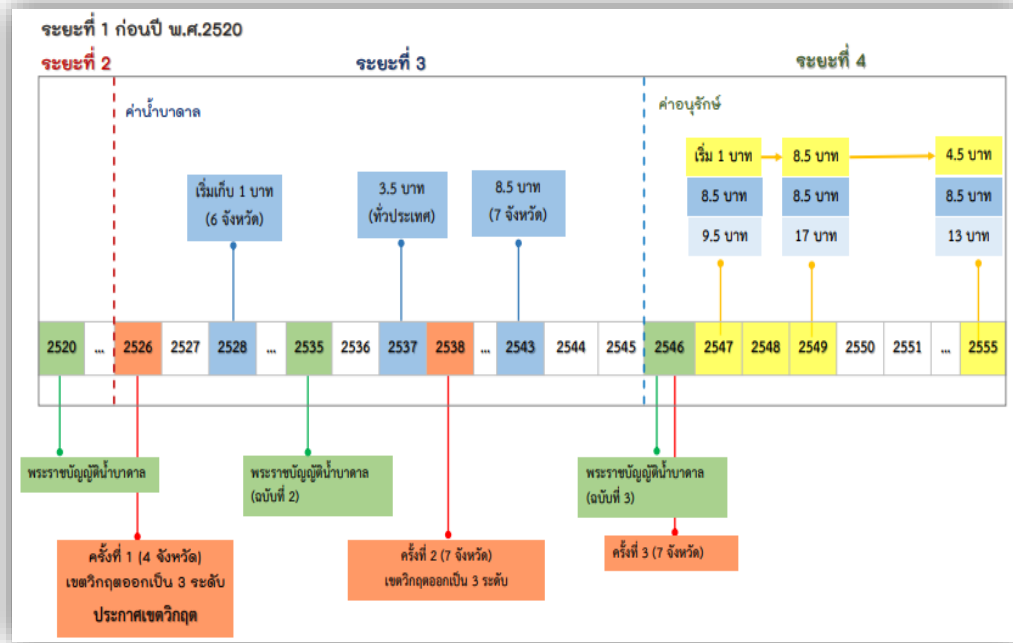 ระยะที่ 1 ก่อนปี พ.ศ.2520
ระยะที่ 2
ระยะที่ 3
ระยะที่ 4
ค่าน้ำบาดาล
ค่าอนุรักษ์
เริ่มเก็บ 1 บาท
(6 จังหวัด)
3.5 บาท
(ทั่วประเทศ)
8.5 บาท
(7 จังหวัด)
เริ่ม 1 บาท
8.5 บาท
4.5 บาท
8.5 บาท
8.5 บาท
8.5 บาท
9.5 บาท
17 บาท
13 บาท
2520 ... 2526 2527 2528 ... 2535 2536 2537 2538 ... 2543 2544 2545 2546 2547 2548 2549 2550 2551 ... 2555
พระราชบัญญัติน้ำบาดาล
พระราชบัญญัติน้ำบาดาล
(ฉบับที่ 2)
พระราชบัญญัติน้ำบาดาล
(ฉบับที่ 3)
ครั้งที่ 1 (4 จังหวัด)
เขตวิกฤตออกเป็น 3 ระดับ
ประกาศเขตวิกฤต
ครั้งที่ 2 (7 จังหวัด)
เขตวิกฤตออกเป็น 3 ระดับ
ครั้งที่ 3 (7 จังหวัด)